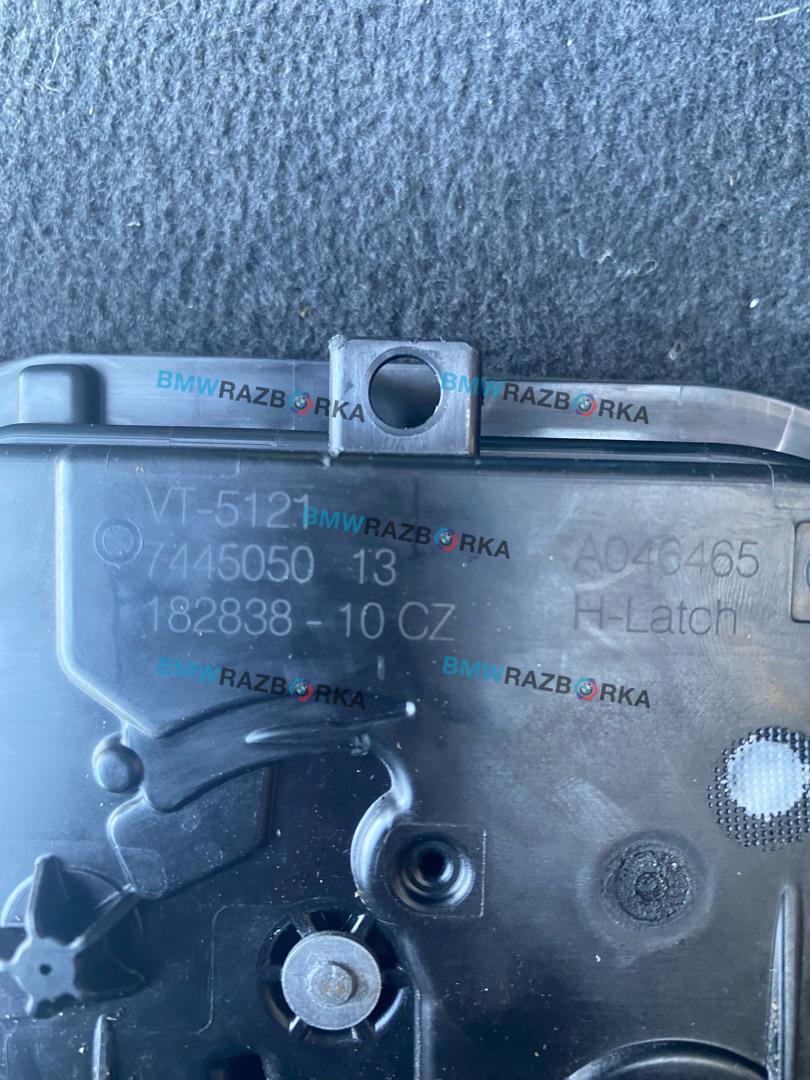 BMWRAZBORKA BMWRAZBORKA
VT-5121
BMWRAZBORKA
7445050 13
A046465
182838 - 10 CZ
H-Latch
BMWRAZBORKA BMWRAZBORKA